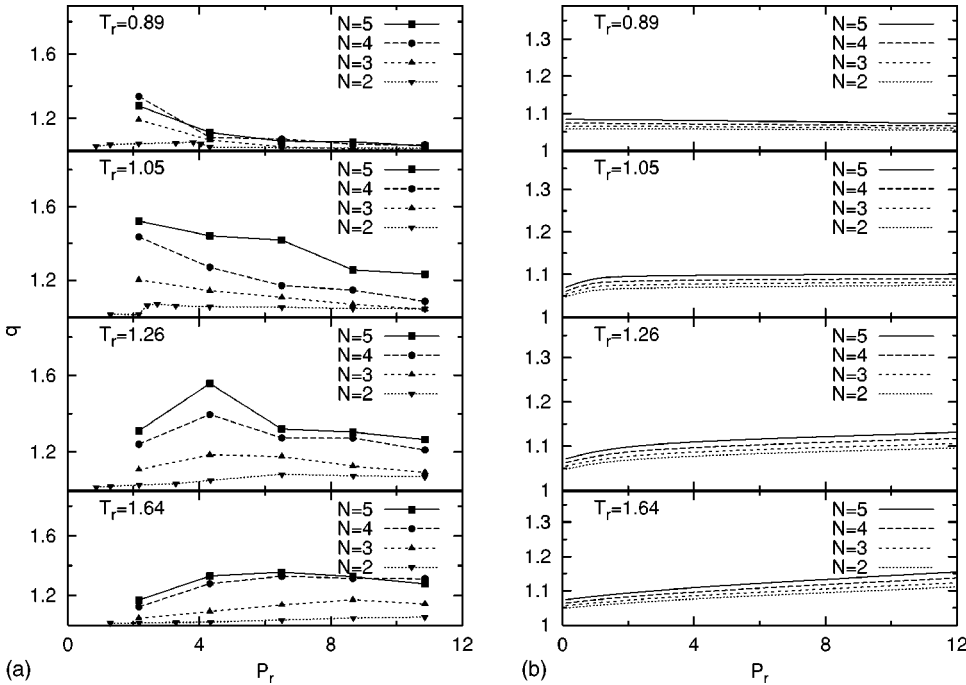 T_r=0.89
N=5
N=4
N=3
N=2
1.6
1.2
T_r=1.05
N=5
N=4
N=3
N=2
1.6
1.2
T_r=1.26
N=5
N=4
N=3
N=2
1.6
1.2
T_r=1.64
N=5
N=4
N=3
N=2
1.6
1.2
0 4 8 12
q
(a)
P_r
T_r=0.89
N=5
N=4
N=3
N=2
1.3
1.2
1.1
1
T_r=1.05
N=5
N=4
N=3
N=2
1.3
1.2
1.1
1
T_r=1.26
N=5
N=4
N=3
N=2
1.3
1.2
1.1
1
T_r=1.64
N=5
N=4
N=3
N=2
1.3
1.2
1.1
1
0 4 8 12
(b)
P_r